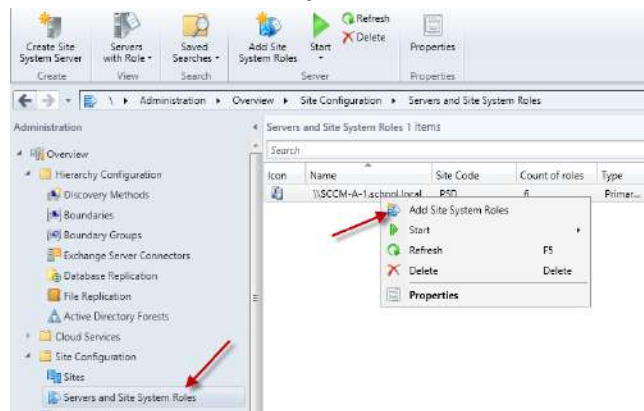 Create Site
System Server
Servers
with Role
Saved
Searches
Add Site
System Roles
Start
Refresh
Delete
Properties
Create
View
Search
Server
Properties
\ Administration Overview Site Configuration Servers and Site System Roles
Administration
Servers and Site System Roles 1 items
Search
Overview
Hierarchy Configuration
Discovery Methods
Boundaries
Boundary Groups
Exchange Server Connectors
Database Replication
File Replication
Active Directory Forests
Cloud Services
Site Configuration
Sites
Servers and Site System Roles
Icon Name Site Code Count of roles Type
\\SCCM-A-1.school.local 6 Primer...
Add Site System Roles
Start
Refresh F5
Delete Delete
Properties